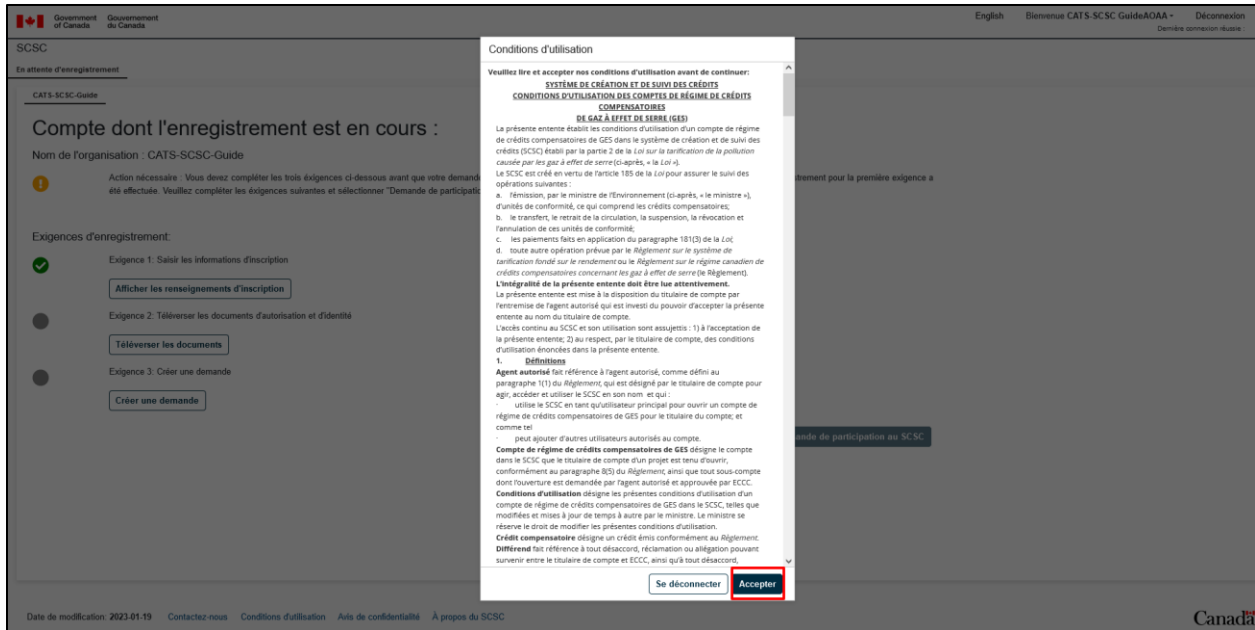 Government of Canada
Gouvernement du Canada
English
Bienvenue CATS-SCSC GuideAOAA
Déconnexion
Dernière connexion réussie :
SCSC
En attente d'enregistrement
CATS-SCSC-Guide
Compte dont l'enregistrement est en cours :
Nom de l'organisation : CATS-SCSC-Guide
Action nécessaire : Vous devez compléter les trois éxigences ci-dessous avant que votre demand
strement pour la première exigence a
été effectuée. Veuillez compléter les éxigences suivantes et sélectionner "Demande de participatio
Exigences d'enregistrement:
Exigence 1: Saisir les informations d'inscription
Afficher les renseignements d'inscription
Exigence 2: Téléverser les documents d'autorisation et d'identité
Téléverser les documents
Exigence 3: Créer une demande
Créer une demande
ande de participation au SCSC
Conditions d'utilisation
Veuillez lire et accepter nos conditions d'utilisation avant de continuer:
SYSTÈME DE CRÉATION ET DE SUIVI DES CRÉDITS
CONDITIONS D'UTILISATION DES COMPTES DE RÉGIME DE CRÉDITS
COMPENSATOIRES
DE GAZ À EFFET DE SERRE (GES)
La présente entente établit les conditions d'utilisation d'un compte de régime
de crédits compensatoires de GES dans le système de création et de suivi des
crédits (SCSC) établi par la partie 2 de la Loi sur la tarification de la pollution
causée par les gaz à effet de serre (ci-après, « la Loi »).
Le SCSC est créé en vertu de l'article 185 de la Loi pour assurer le suivi des
opérations suivantes :
a. l'émission, par le ministre de l'Environnement (ci-après, « le ministre »),
d'unités de conformité, ce qui comprend les crédits compensatoires;
b. le transfert, le retrait de la circulation, la suspension, la révocation et
l'annulation de ces unités de conformité;
c. les paiements faits en application du paragraphe 181(3) de la Loi;
d. toute autre opération prévue par le Règlement sur le système de
tarification fondé sur le rendement ou le Règlement sur le régime canadien de
crédits compensatoires concernant les gaz à effet de serre (le Règlement).
L'intégralité de la présente entente doit être lue attentivement.
La présente entente est mise à la disposition du titulaire de compte par
l'entremise de l'agent autorisé qui est investi du pouvoir d'accepter la présente
entente au nom du titulaire de compte.
L'accès continu au SCSC et son utilisation sont assujettis : 1) à l'acceptation de
la présente entente; 2) au respect, par le titulaire de compte, des conditions
d'utilisation énoncées dans la présente entente.
1. Définitions
Agent autorisé fait référence à l'agent autorisé, comme défini au
paragraphe 1(1) du Règlement, qui est désigné par le titulaire de compte pour
agir, accéder et utiliser le SCSC en son nom et qui :
· utilise le SCSC en tant qu'utilisateur principal pour ouvrir un compte de
régime de crédits compensatoires de GES pour le titulaire du compte; et
comme tel
· peut ajouter d'autres utilisateurs autorisés au compte.
Compte de régime de crédits compensatoires de GES désigne le compte
dans le SCSC que le titulaire de compte d'un projet est tenu d'ouvrir,
conformément au paragraphe 8(5) du Règlement, ainsi que tout sous-compte
dont l'ouverture est demandée par l'agent autorisé et approuvée par ECCC.
Conditions d'utilisation désigne les présentes conditions d'utilisation d'un
compte de régime de crédits compensatoires de GES dans le SCSC, telles que
modifiées et mises à jour de temps à autre par le ministre. Le ministre se
réserve le droit de modifier les présentes conditions d'utilisation.
Crédit compensatoire désigne un crédit émis conformément au Règlement.
Différend fait référence à tout désaccord, réclamation ou allégation pouvant
survenir entre le titulaire de compte et ECCC, ainsi qu'à tout désaccord,
Se déconnecter
Accepter
Date de modification: 2023-01-19
Contactez-nous
Conditions d'utilisation
Avis de confidentialité
À propos du SCSC
Canada